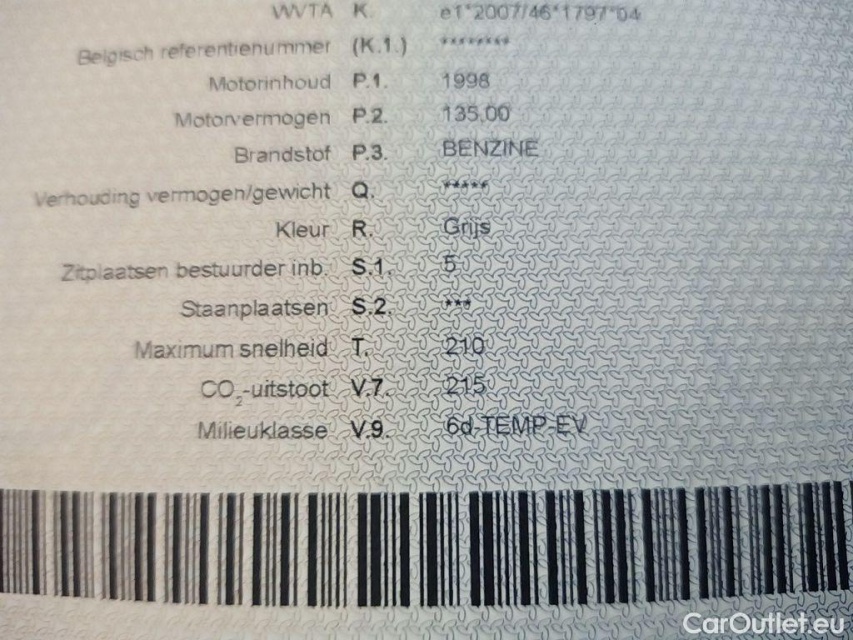 WVTA K. e1*2007/46*1797*04
Belgisch referentienummer (K.1.) ********
Motorinhoud P.1. 1998
Motorvermogen P.2. 135.00
Brandstof P.3. BENZINE
Verhouding vermogen/gewicht Q. *****
Kleur R. Grijs
Zitplaatsen bestuurder inb. S.1. 5
Staanplaatsen S.2. ***
Maximum snelheid T. 210
CO₂-uitstoot V.7. 215
Milieuklasse V.9. 6d-TEMP-EV
CarOutlet.eu